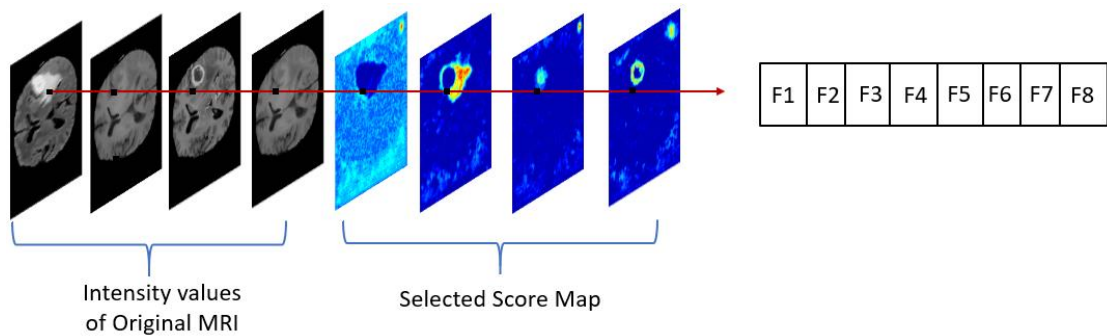 F1 F2 F3 F4 F5 F6 F7 F8
Intensity values
of Original MRI
Selected Score Map